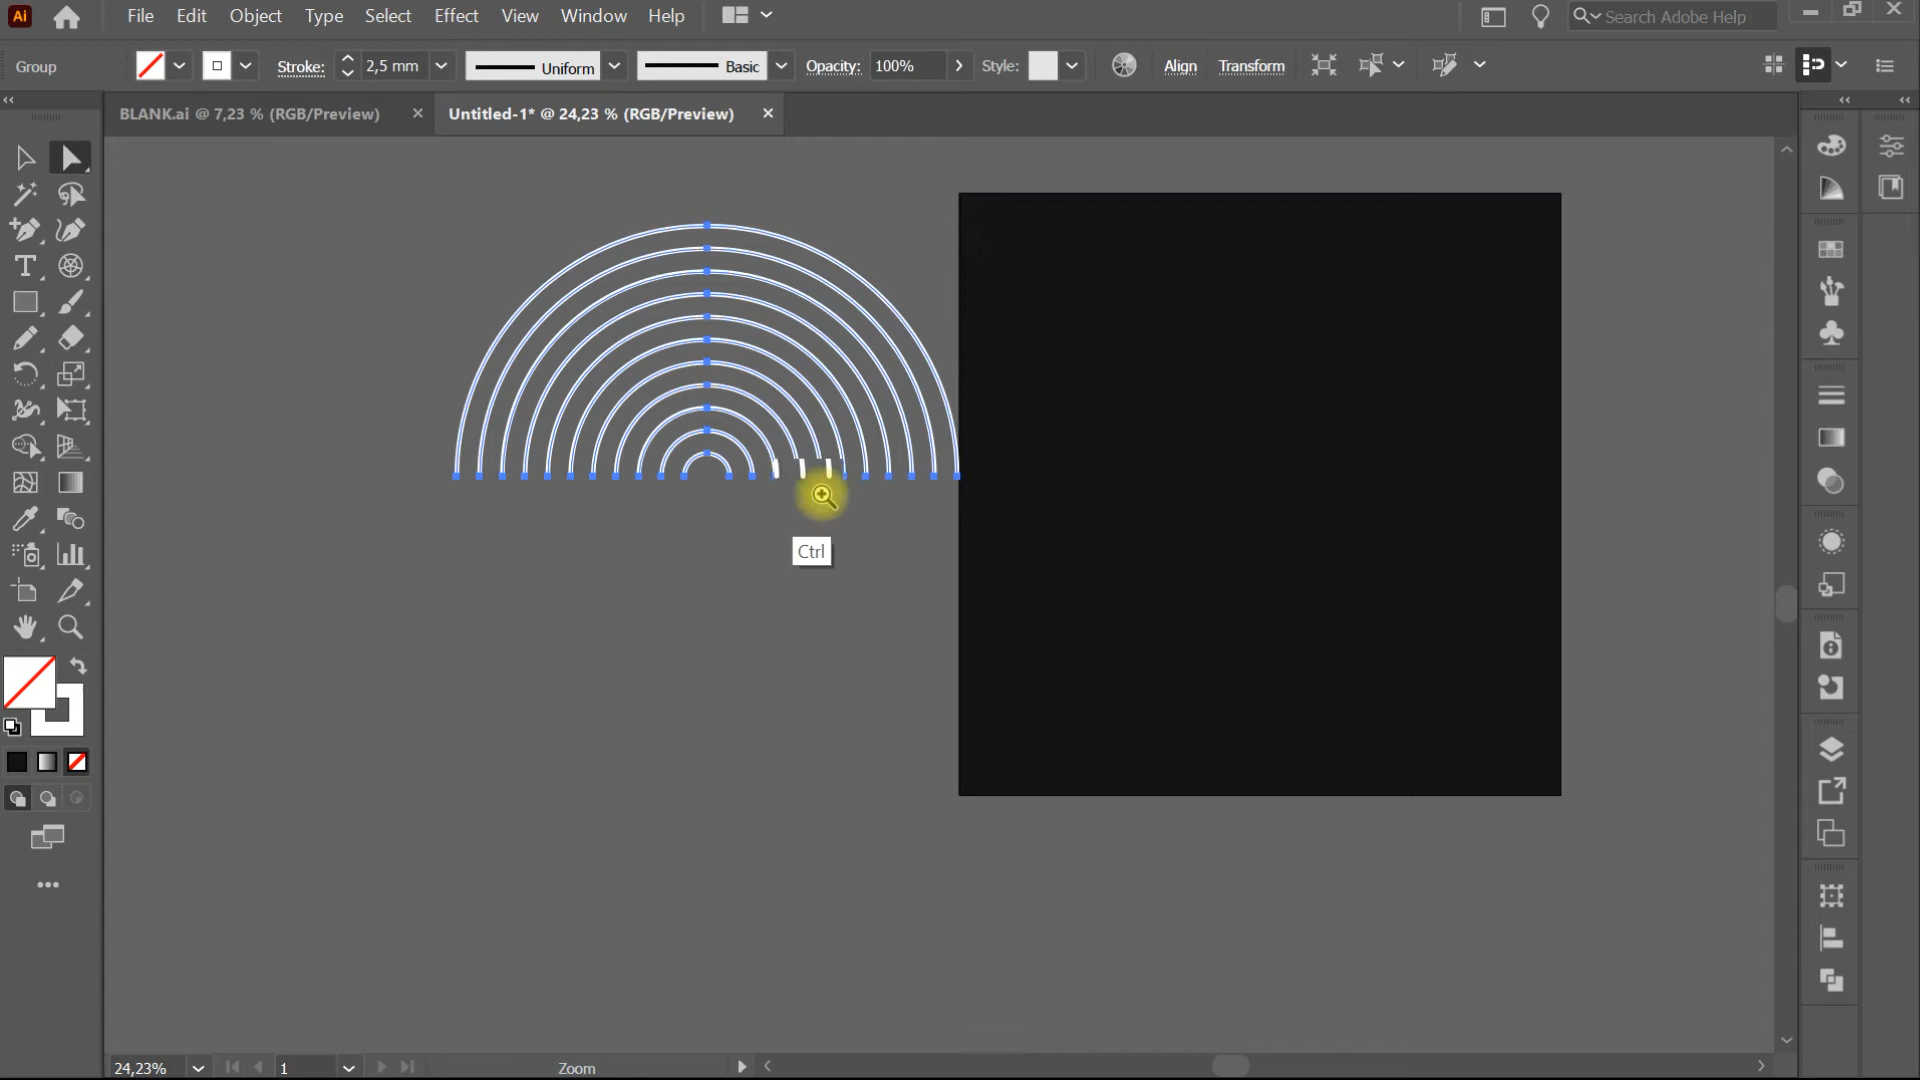 Ai File Edit Object Type Select Effect View Window Help Search Adobe Help
Group Stroke: 2,5 mm Uniform Basic Opacity: 100% Style: Align Transform
BLANK.ai @ 7,23 % (RGB/Preview) Untitled-1* @ 24,23 % (RGB/Preview)
Ctrl
24,23% 1 Zoom